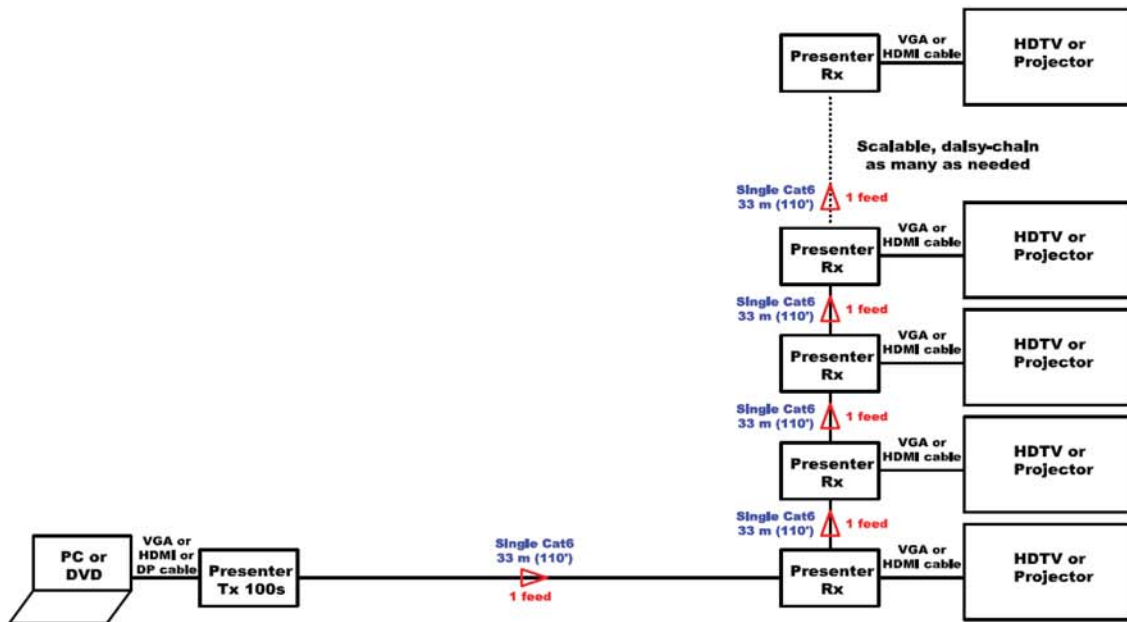 Presenter
Rx
VGA or
HDMI cable
HDTV or
Projector
Scalable, daisy-chain
as many as needed
Single Cat6
33 m (110')
1 feed
Presenter
Rx
VGA or
HDMI cable
HDTV or
Projector
Single Cat6
33 m (110')
1 feed
Presenter
Rx
VGA or
HDMI cable
HDTV or
Projector
Single Cat6
33 m (110')
1 feed
Presenter
Rx
VGA or
HDMI cable
HDTV or
Projector
Single Cat6
33 m (110')
1 feed
PC or
DVD
VGA or
HDMI or
DP cable
Presenter
Tx 100s
Single Cat6
33 m (110')
1 feed
Presenter
Rx
VGA or
HDMI cable
HDTV or
Projector